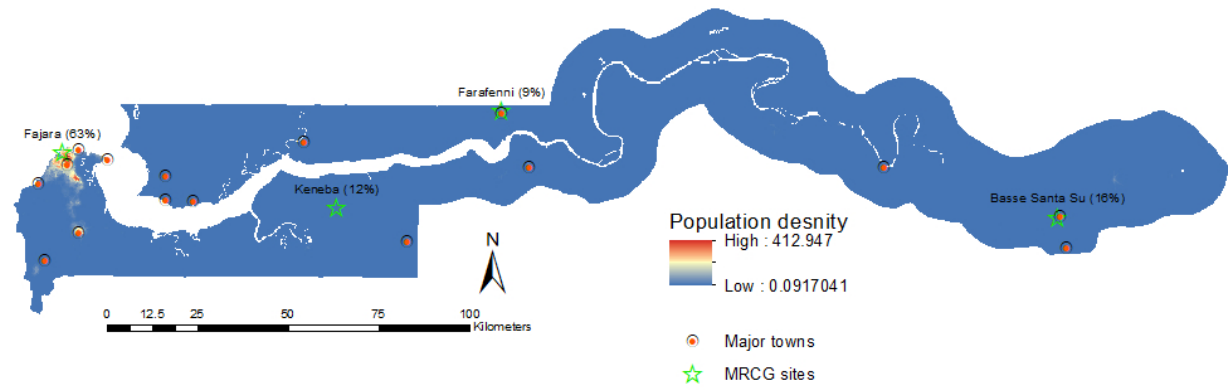 Farafenni (9%)
Fajara (63%)
Keneba (12%)
Basse Santa Su (16%)
Population desnity
High : 412.947
Low : 0.0917041
N
0 12.5 25 50 75 100
Kilometers
Major towns
MRCG sites